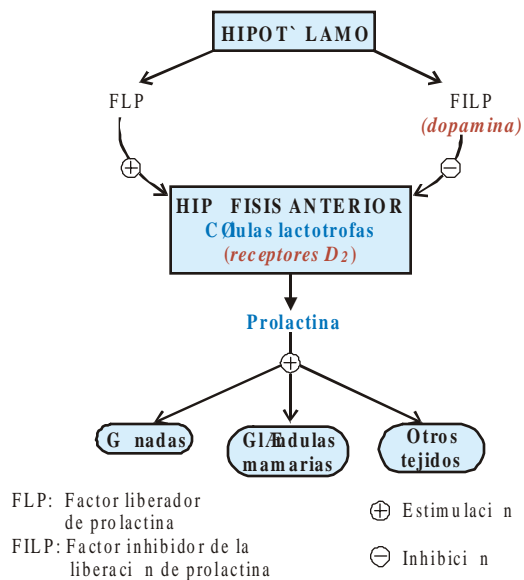 HIPOT` LAMO
FLP
FILP
(dopamina)
HIP FISIS ANTERIOR
CØlulas lactotrofas
(receptores D2)
Prolactina
G nadas
GlÆndulas
mamarias
Otros
tejidos
FLP: Factor liberador
de prolactina
FILP: Factor inhibidor de la
liberaci n de prolactina
+ Estimulaci n
− Inhibici n